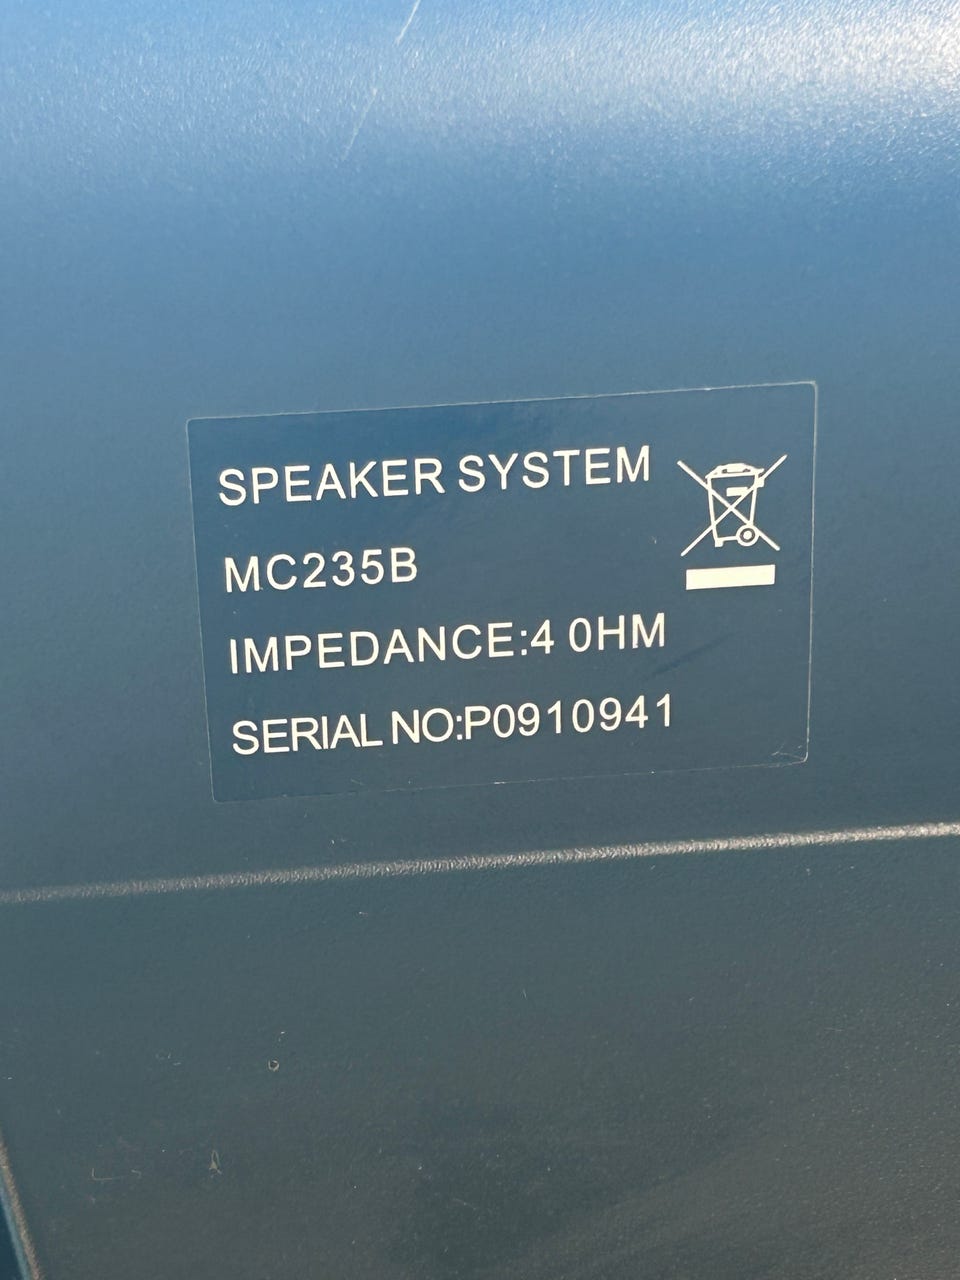 SPEAKER SYSTEM
MC235B
IMPEDANCE:4 0HM
SERIAL NO:P0910941